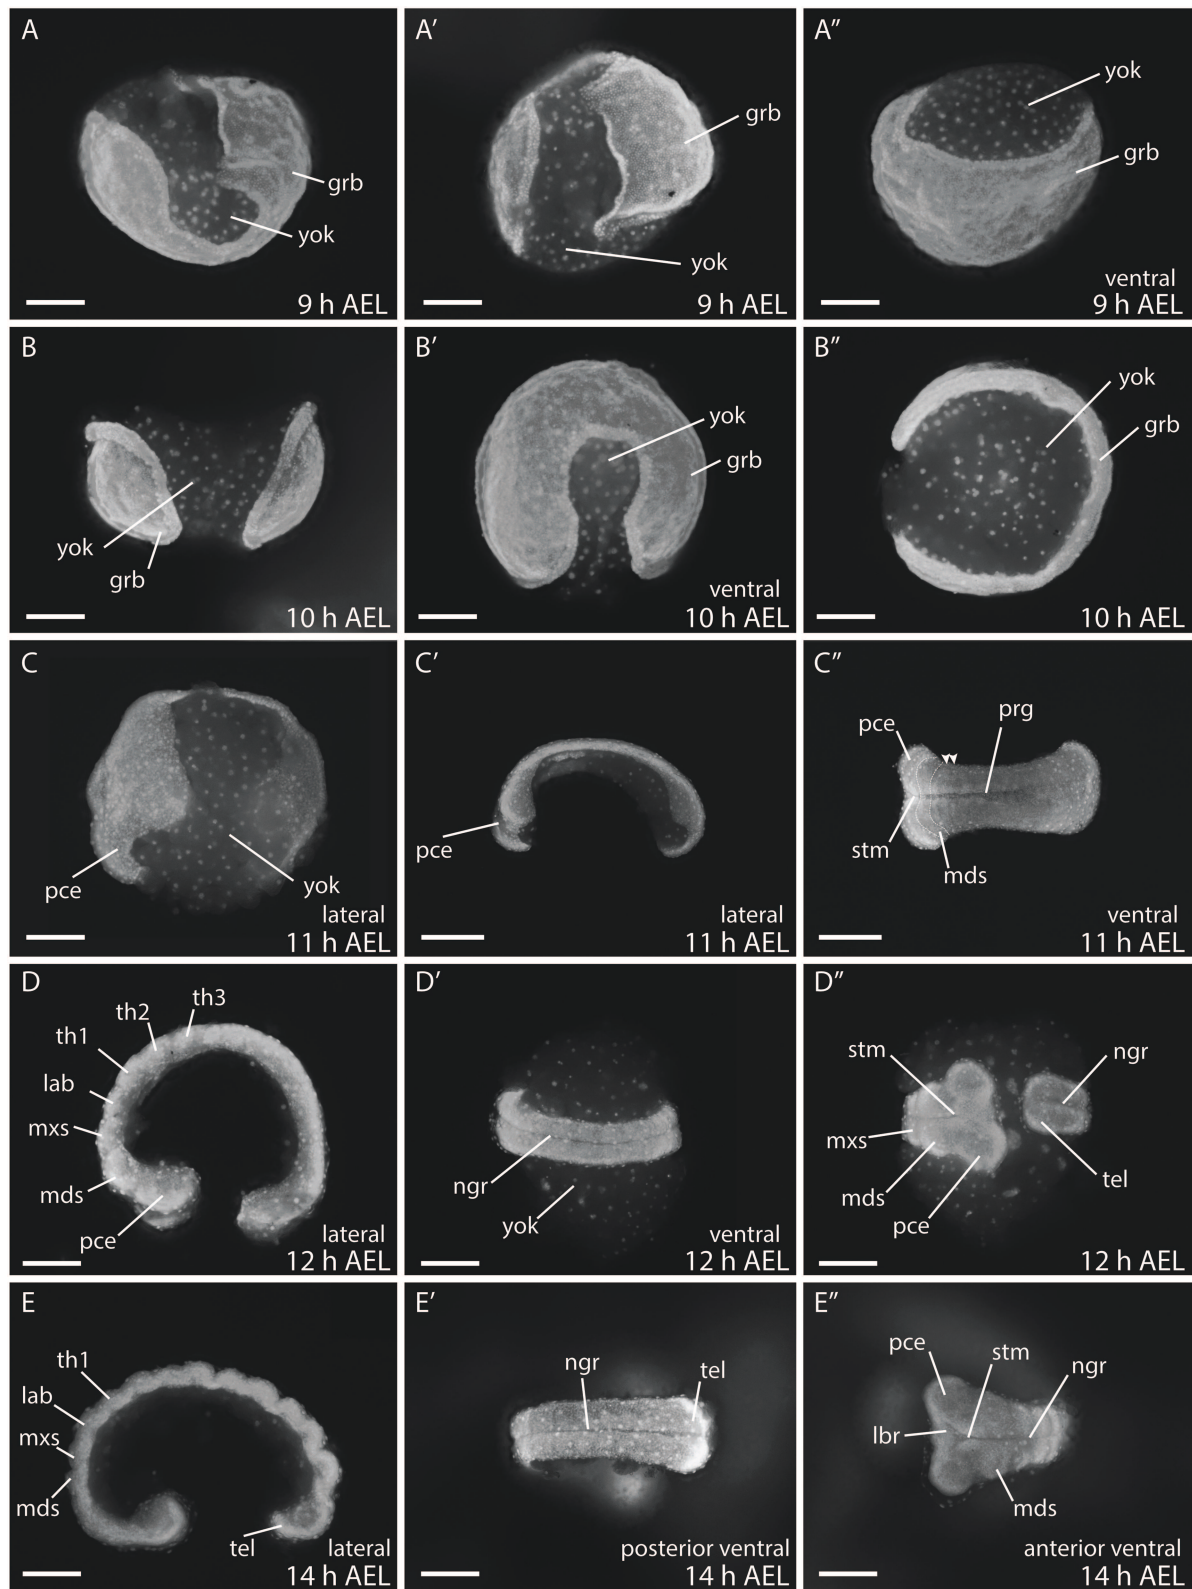 A
grb
yok
9 h AEL
A′
grb
yok
9 h AEL
A″
yok
grb
ventral
9 h AEL
B
yok
grb
10 h AEL
B′
yok
grb
ventral
10 h AEL
B″
yok
grb
10 h AEL
C
pce
yok
lateral
11 h AEL
C′
pce
lateral
11 h AEL
C″
prg
pce
stm
mds
ventral
11 h AEL
D
th3
th2
th1
lab
mxs
mds
pce
lateral
12 h AEL
D′
ngr
yok
ventral
12 h AEL
D″
stm
ngr
mxs
tel
mds
pce
12 h AEL
E
th1
lab
mxs
mds
tel
lateral
14 h AEL
E′
ngr
tel
posterior ventral
14 h AEL
E″
pce
stm
ngr
lbr
mds
anterior ventral
14 h AEL